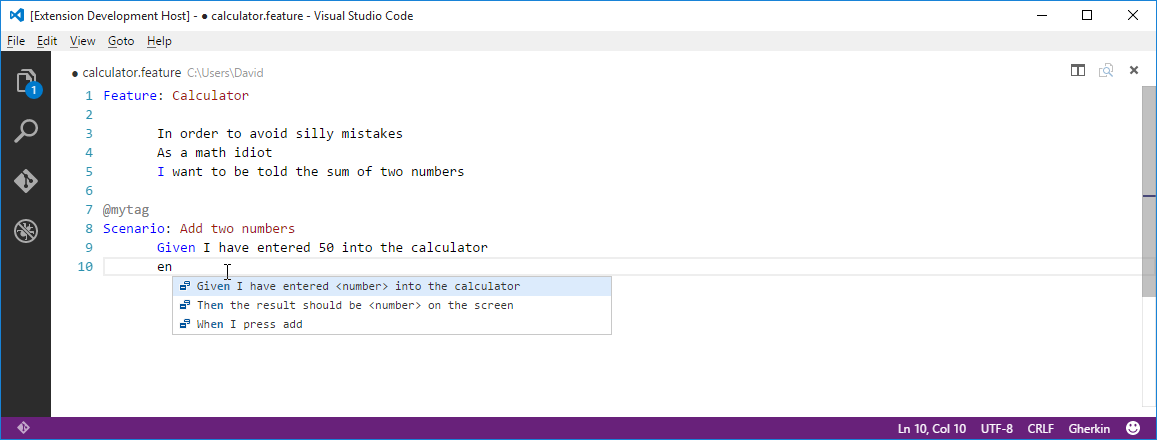 [Extension Development Host] - ● calculator.feature - Visual Studio Code
File Edit View Goto Help
1
● calculator.feature C:\Users\David
1 Feature: Calculator
2
3 In order to avoid silly mistakes
4 As a math idiot
5 I want to be told the sum of two numbers
6
7 @mytag
8 Scenario: Add two numbers
9 Given I have entered 50 into the calculator
10 en
Given I have entered <number> into the calculator
Then the result should be <number> on the screen
When I press add
Ln 10, Col 10 UTF-8 CRLF Gherkin